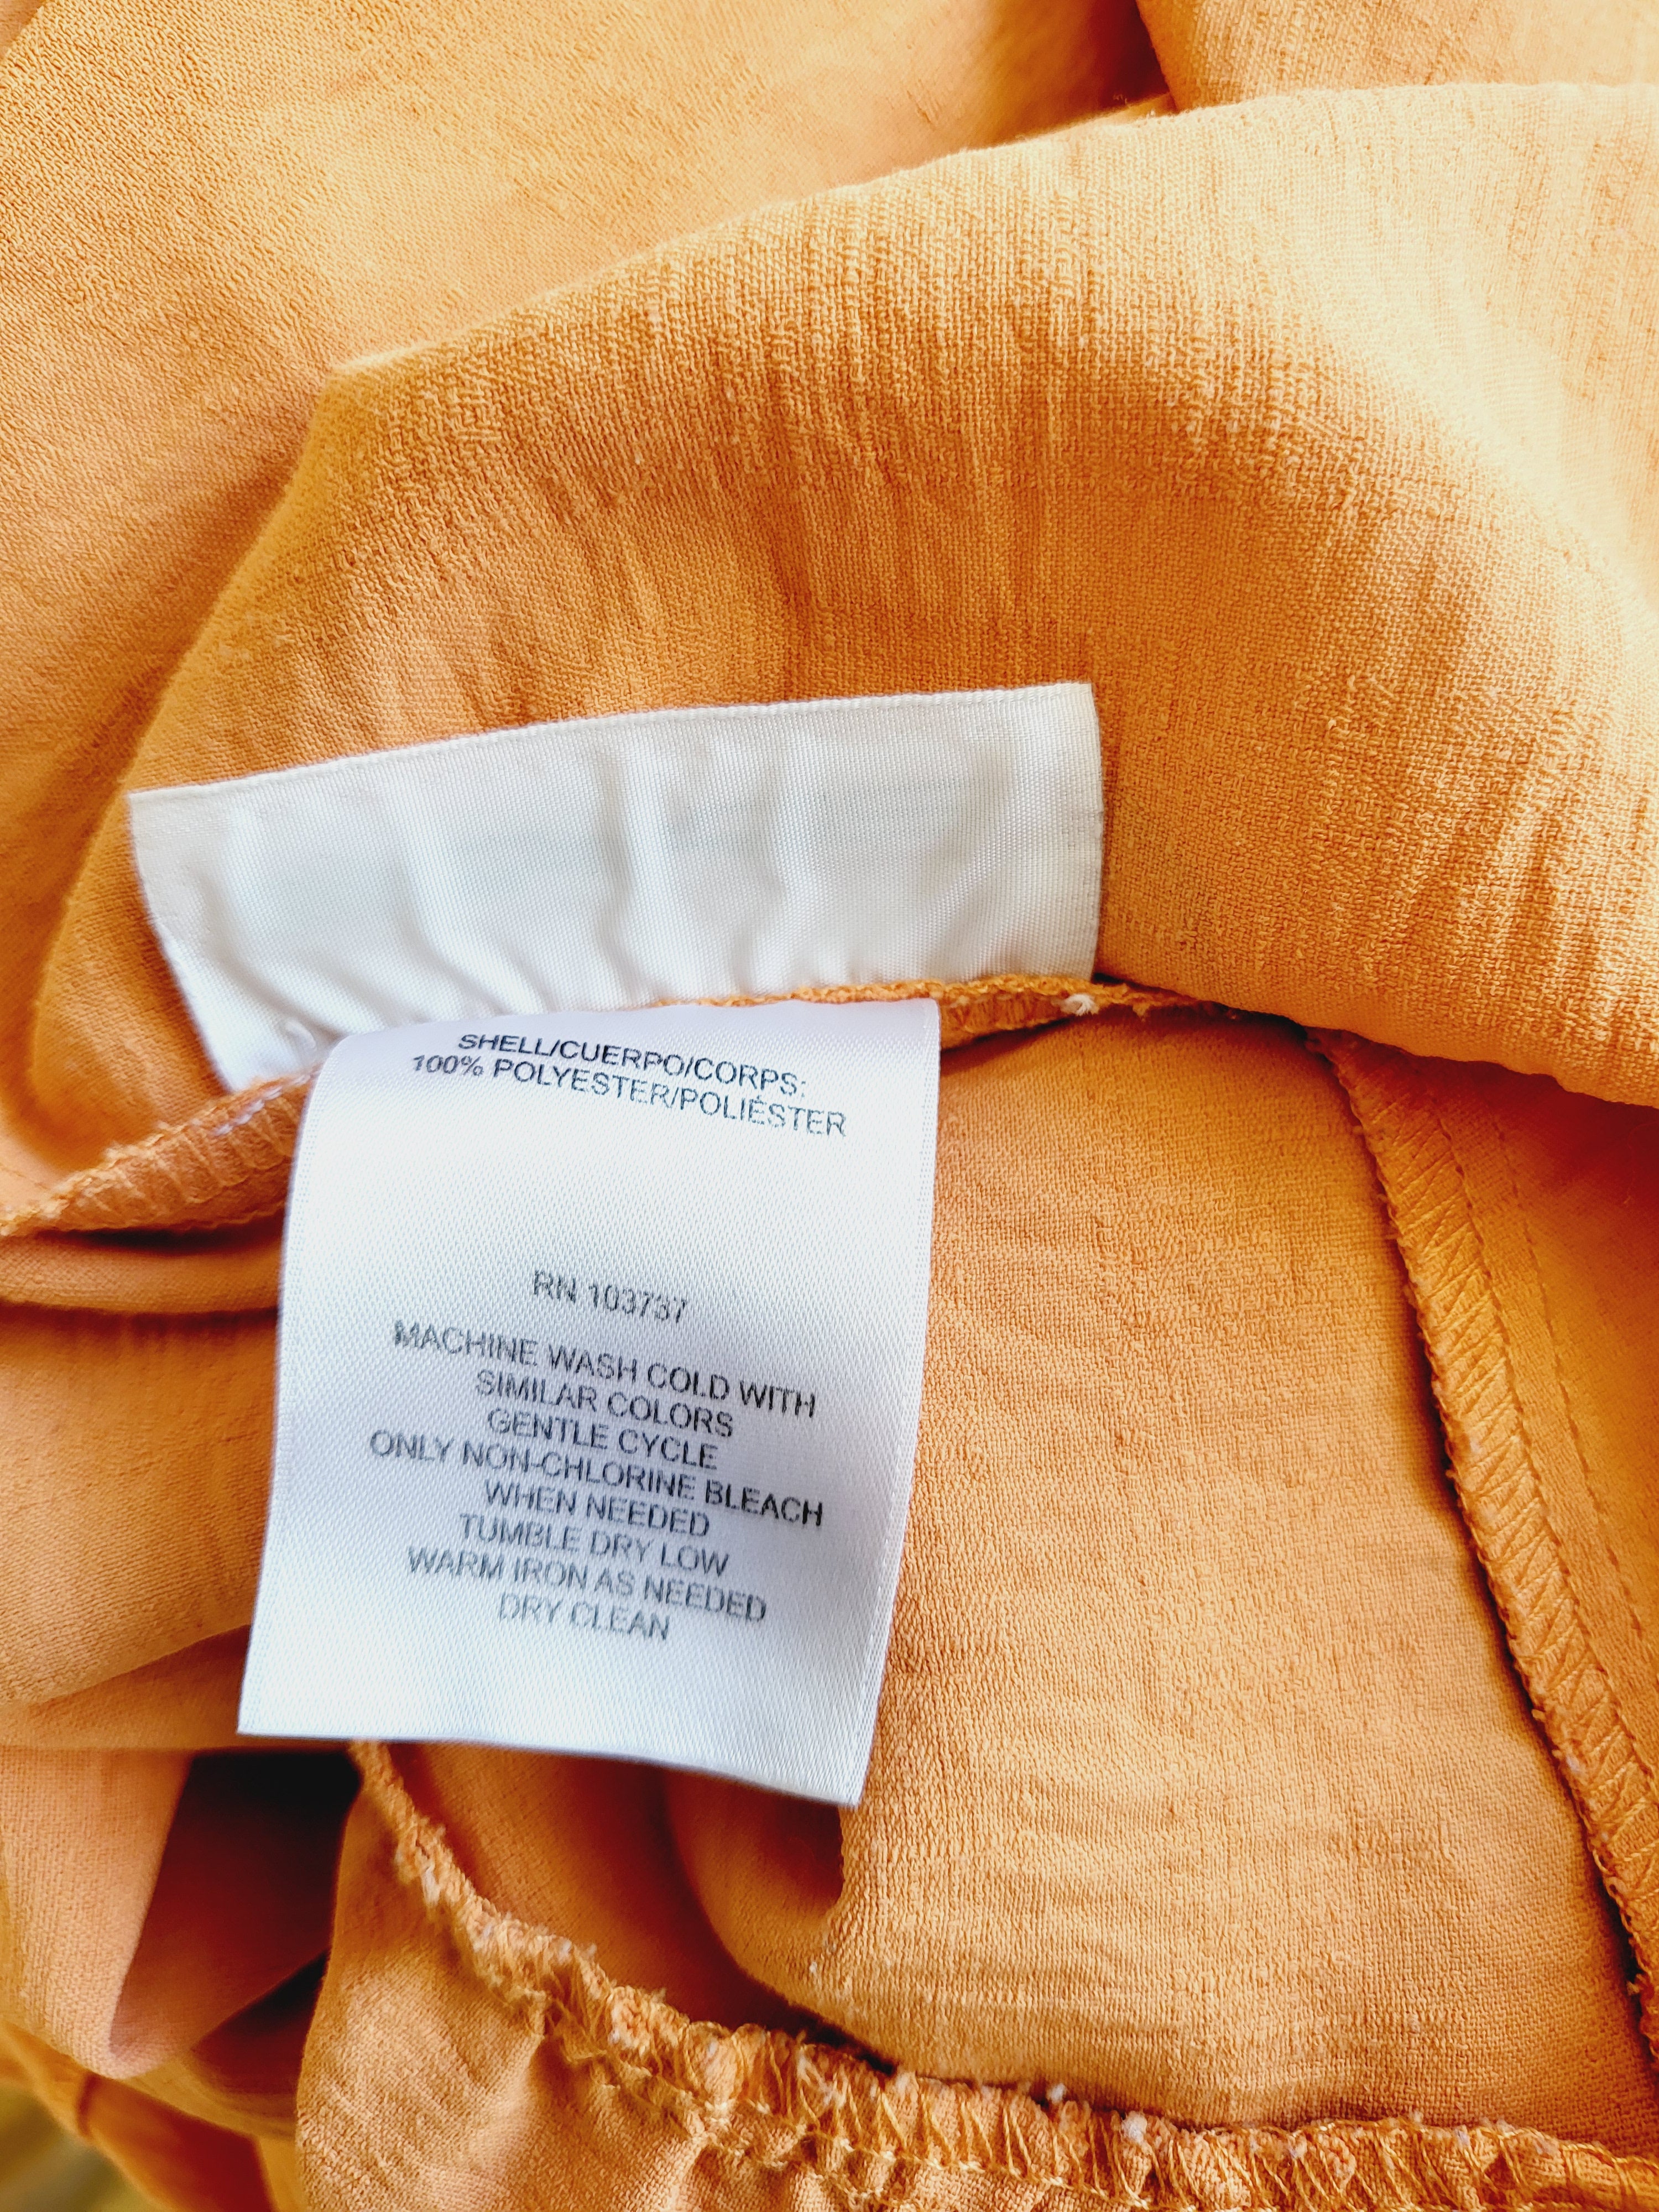 SHELL/CUERPO/CORPS:
100% POLYESTER/POLIÉSTER
RN 103737
MACHINE WASH COLD WITH
SIMILAR COLORS
GENTLE CYCLE
ONLY NON-CHLORINE BLEACH
WHEN NEEDED
TUMBLE DRY LOW
WARM IRON AS NEEDED
DRY CLEAN